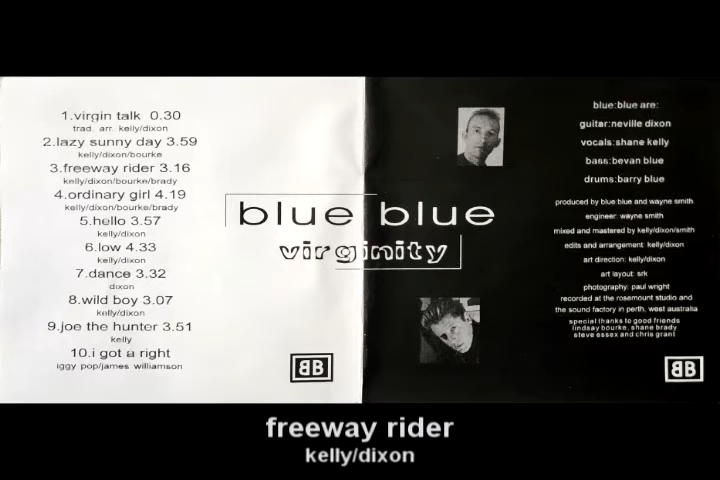 1.virgin talk 0.30
trad. arr. kelly/dixon
2.lazy sunny day 3.59
kelly/dixon/bourke
3.freeway rider 3.16
kelly/dixon/bourke/brady
4.ordinary girl 4.19
kelly/dixon/bourke/brady
5.hello 3.57
kelly/dixon
6.low 4.33
kelly/dixon
7.dance 3.32
dixon
8.wild boy 3.07
kelly/dixon
9.joe the hunter 3.51
kelly
10.i got a right
iggy pop/james williamson
blue blue
virginity
BB
blue:blue are:
guitar:neville dixon
vocals:shane kelly
bass:bevan blue
drums:barry blue
produced by blue blue and wayne smith
engineer: wayne smith
mixed and mastered by kelly/dixon/smith
edits and arrangement: kelly/dixon
art direction: kelly/dixon
art layout: srk
photography: paul wright
recorded at the rosemount studio and
the sound factory in perth, west australia
special thanks to good friends
lindsay bourke, shane brady
steve essex and chris grant
BB
freeway rider
kelly/dixon